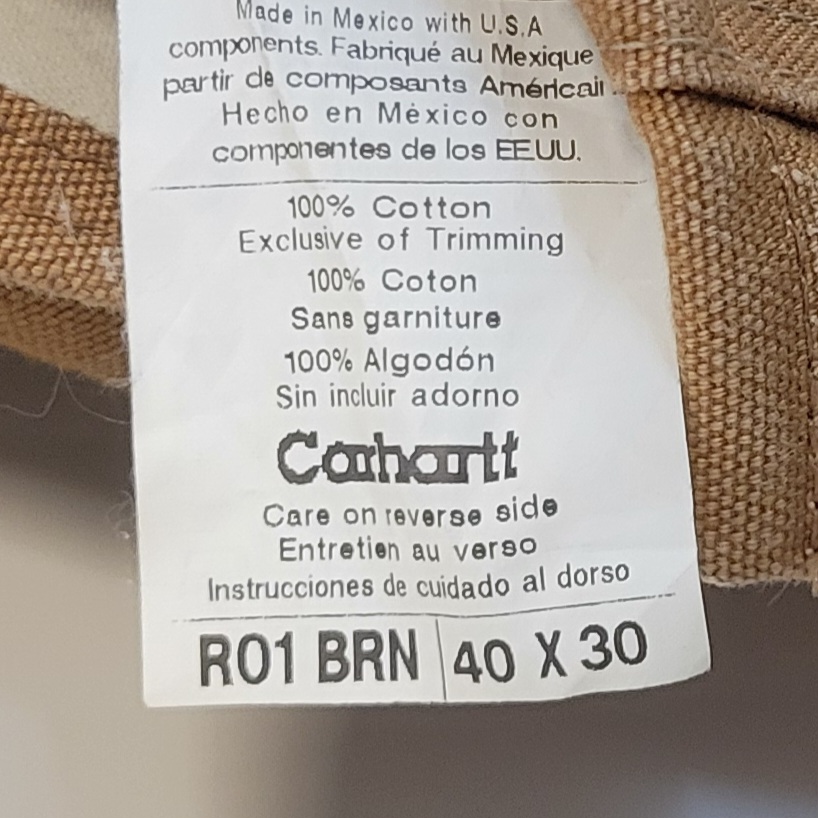 Made in Mexico with U.S.A
components. Fabriqué au Mexique
partir de composants Américai
Hecho en México con
componentes de los EEUU.
100% Cotton
Exclusive of Trimming
100% Coton
Sans garniture
100% Algodón
Sin incluir adorno
Carhartt
Care on reverse side
Entretien au verso
Instrucciones de cuidado al dorso
R01 BRN 40 X 30